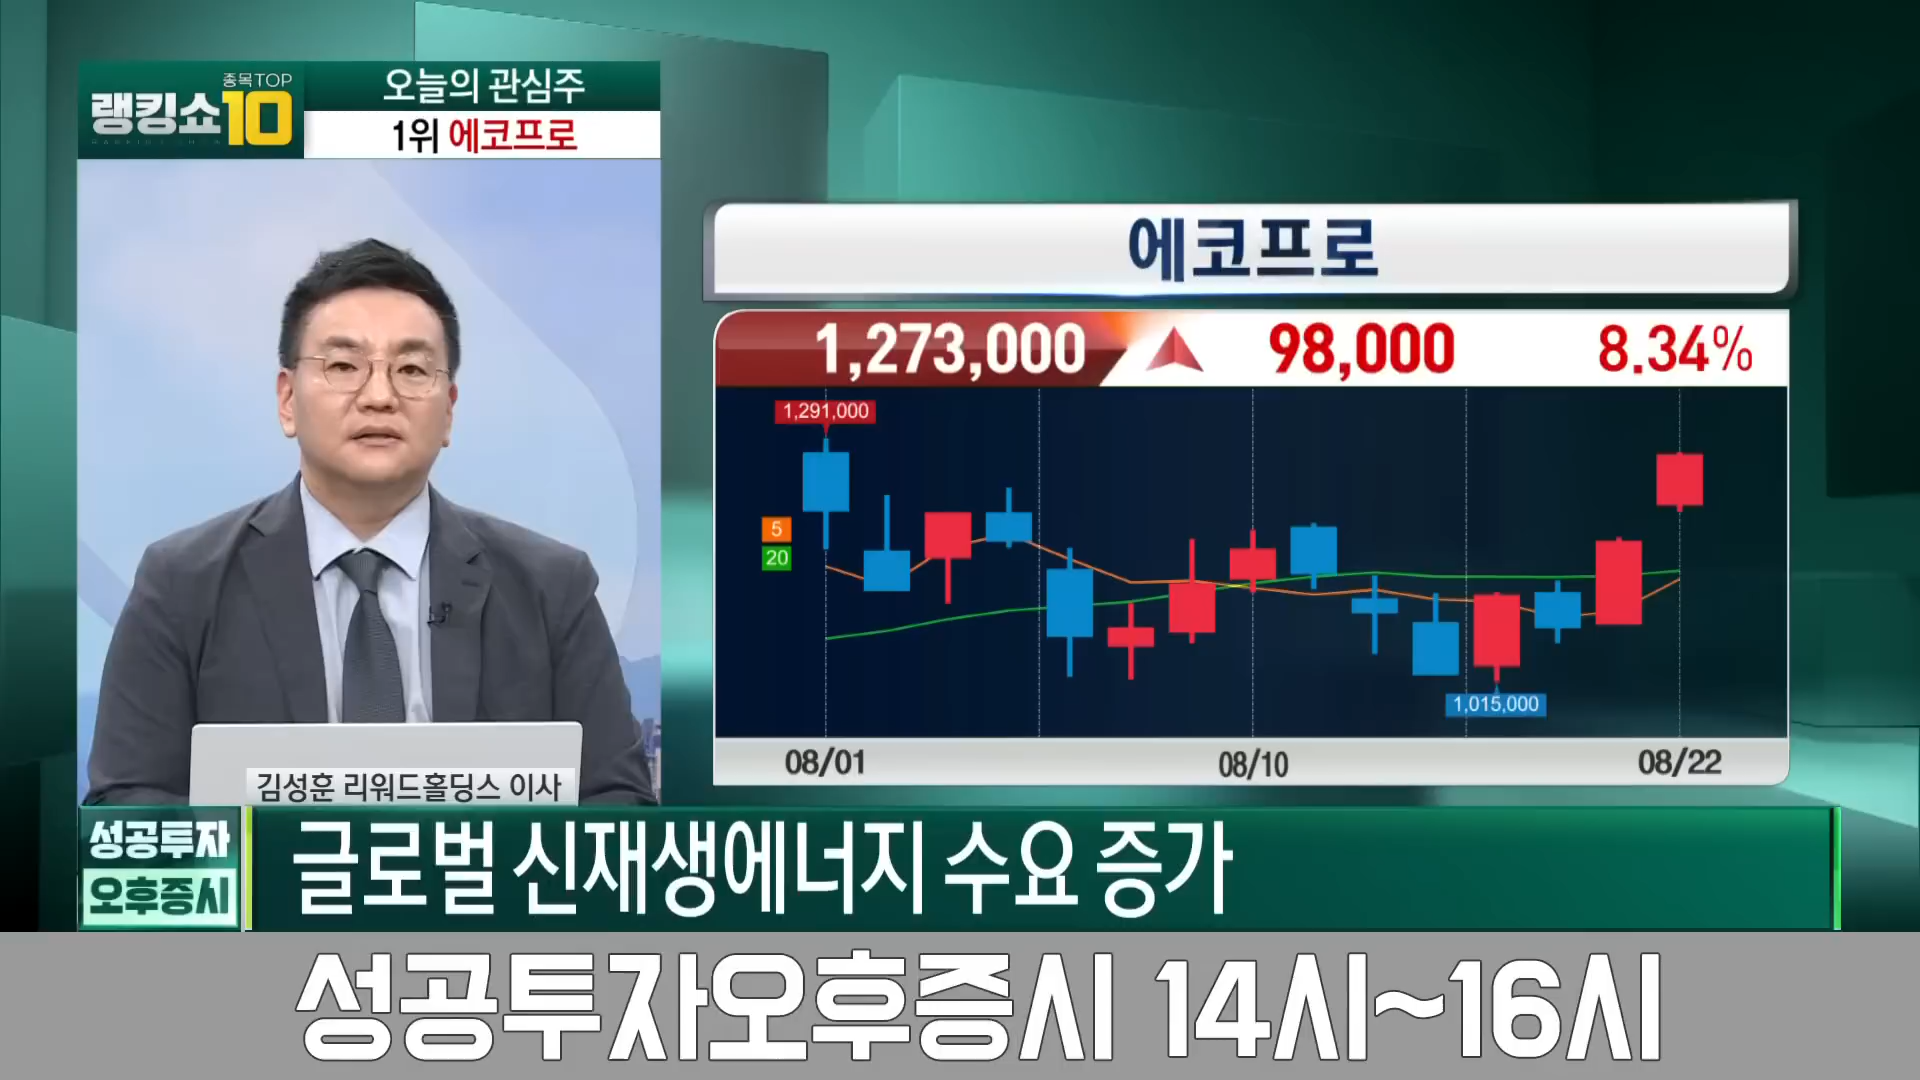 종목TOP
랭킹쇼10
오늘의 관심주
1위 에코프로
에코프로
1,273,000 98,000 8.34%
1,291,000
5
20
1,015,000
08/01 08/10 08/22
김성훈 리워드홀딩스 이사
성공투자
오후증시
글로벌 신재생에너지 수요 증가
성공투자오후증시 14시~16시